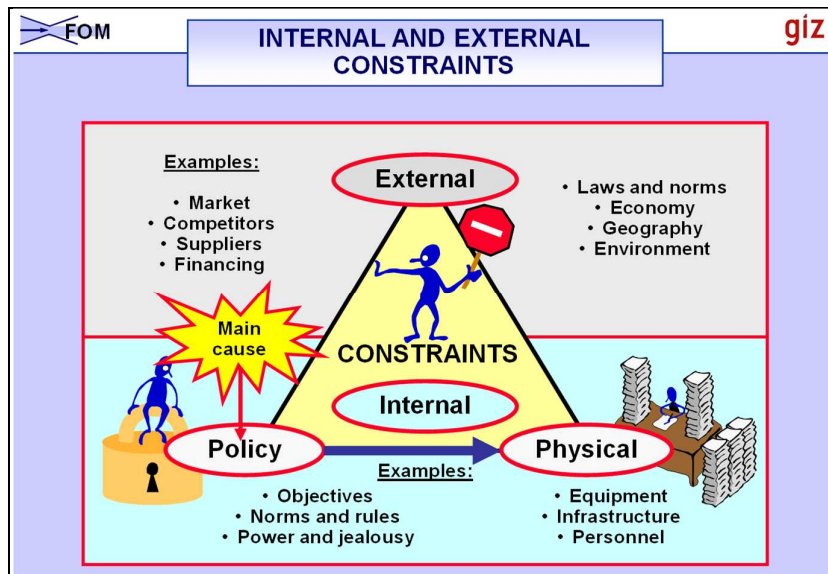 FOM
INTERNAL AND EXTERNAL
CONSTRAINTS
giz
Examples:
• Market
• Competitors
• Suppliers
• Financing
External
• Laws and norms
• Economy
• Geography
• Environment
Main
cause
CONSTRAINTS
Internal
Policy
Physical
Examples:
• Objectives
• Norms and rules
• Power and jealousy
• Equipment
• Infrastructure
• Personnel